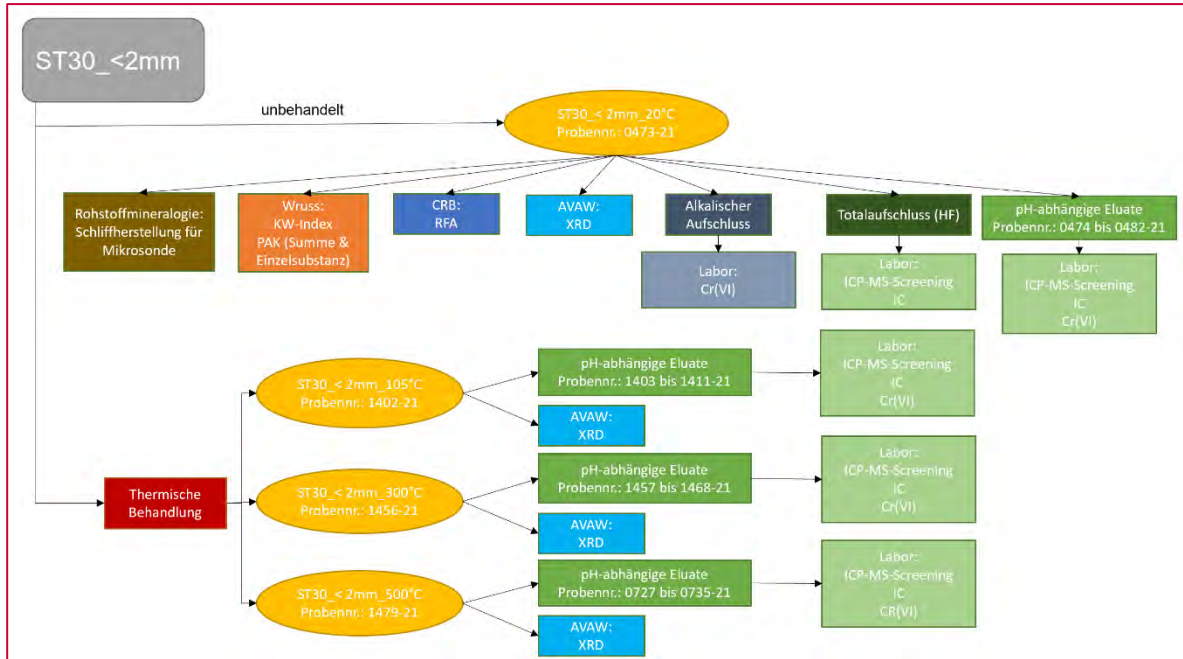 ST30_<2mm
unbehandelt
ST30_< 2mm_20°C
Probennr.: 0473-21
Rohstoffmineralogie:
Schliffherstellung für
Mikrosonde
Wruss:
KW-Index
PAK (Summe &
Einzelsubstanz)
CRB:
RFA
AVAW:
XRD
Alkalischer
Aufschluss
Totalaufschluss (HF)
pH-abhängige Eluate
Probennr.: 0474 bis 0482-21
Labor:
Cr(VI)
Labor:
ICP-MS-Screening
IC
Labor:
ICP-MS-Screening
IC
Cr(VI)
ST30_< 2mm_105°C
Probennr.: 1402-21
pH-abhängige Eluate
Probennr.: 1403 bis 1411-21
Labor:
ICP-MS-Screening
IC
Cr(VI)
AVAW:
XRD
Thermische
Behandlung
ST30_< 2mm_300°C
Probennr.: 1456-21
pH-abhängige Eluate
Probennr.: 1457 bis 1468-21
Labor:
ICP-MS-Screening
IC
Cr(VI)
AVAW:
XRD
ST30_< 2mm_500°C
Probennr.: 1479-21
pH-abhängige Eluate
Probennr.: 0727 bis 0735-21
Labor:
ICP-MS-Screening
IC
CR(VI)
AVAW:
XRD